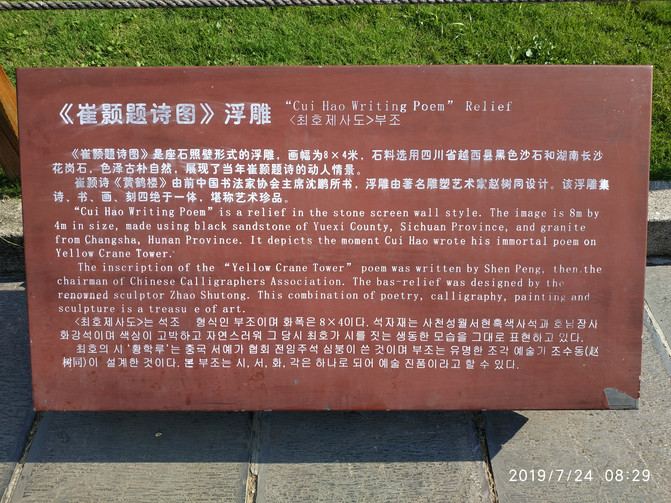 《崔颢题诗图》浮雕 “Cui Hao Writing Poem” Relief
<최호제사도>부조
《崔颢题诗图》是座石照壁形式的浮雕，画幅为8×4米，石料选用四川省越西县黑色沙石和湖南长沙
花岗石，色泽古朴自然，展现了当年崔颢题诗的动人情景。
崔颢诗《黄鹤楼》由前中国书法家协会主席沈鹏所书，浮雕由著名雕塑艺术家赵树同设计。该浮雕集
诗、书、画、刻四绝于一体，堪称艺术珍品。
“Cui Hao Writing Poem”is a relief in the stone screen wall style. The image is 8m by
4m in size, made using black sandstone of Yuexi County, Sichuan Province, and granite
from Changsha, Hunan Province. It depicts the moment Cui Hao wrote his immortal poem on
Yellow Crane Tower.
The inscription of the “Yellow Crane Tower” poem was written by Shen Peng, then the
chairman of Chinese Calligraphers Association. The bas-relief was designed by the
renowned sculptor Zhao Shutong. This combination of poetry, calligraphy, painting and
sculpture is a treasu e of art.
<최호제사도>는 석조 형식인 부조이며 화폭은 8×4이다. 석자재는 사천성월서현흑색사석과 호남장사
화강석이며 색상이 고박하고 자연스러워 그 당시 최호가 시를 짓는 생동한 모습을 그대로 표현하고 있다.
최호의 시 ‘황학루’는 중국 서예가 협회 전임주석 심붕이 쓴 것이며 부조는 유명한 조각 예술가 조수동(赵
树同)이 설계한 것이다. 본 부조는 시, 서, 화, 각은 하나로 되어 예술 진품이라고 할 수 있다.
2019/7/24 08:29